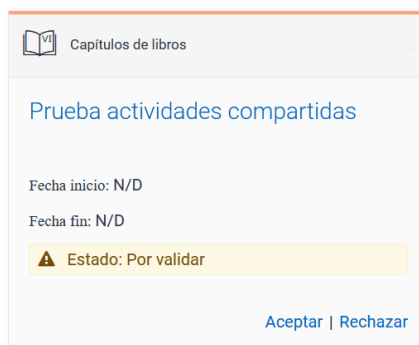 VI Capítulos de libros
Prueba actividades compartidas
Fecha inicio: N/D
Fecha fin: N/D
Estado: Por validar
Aceptar | Rechazar